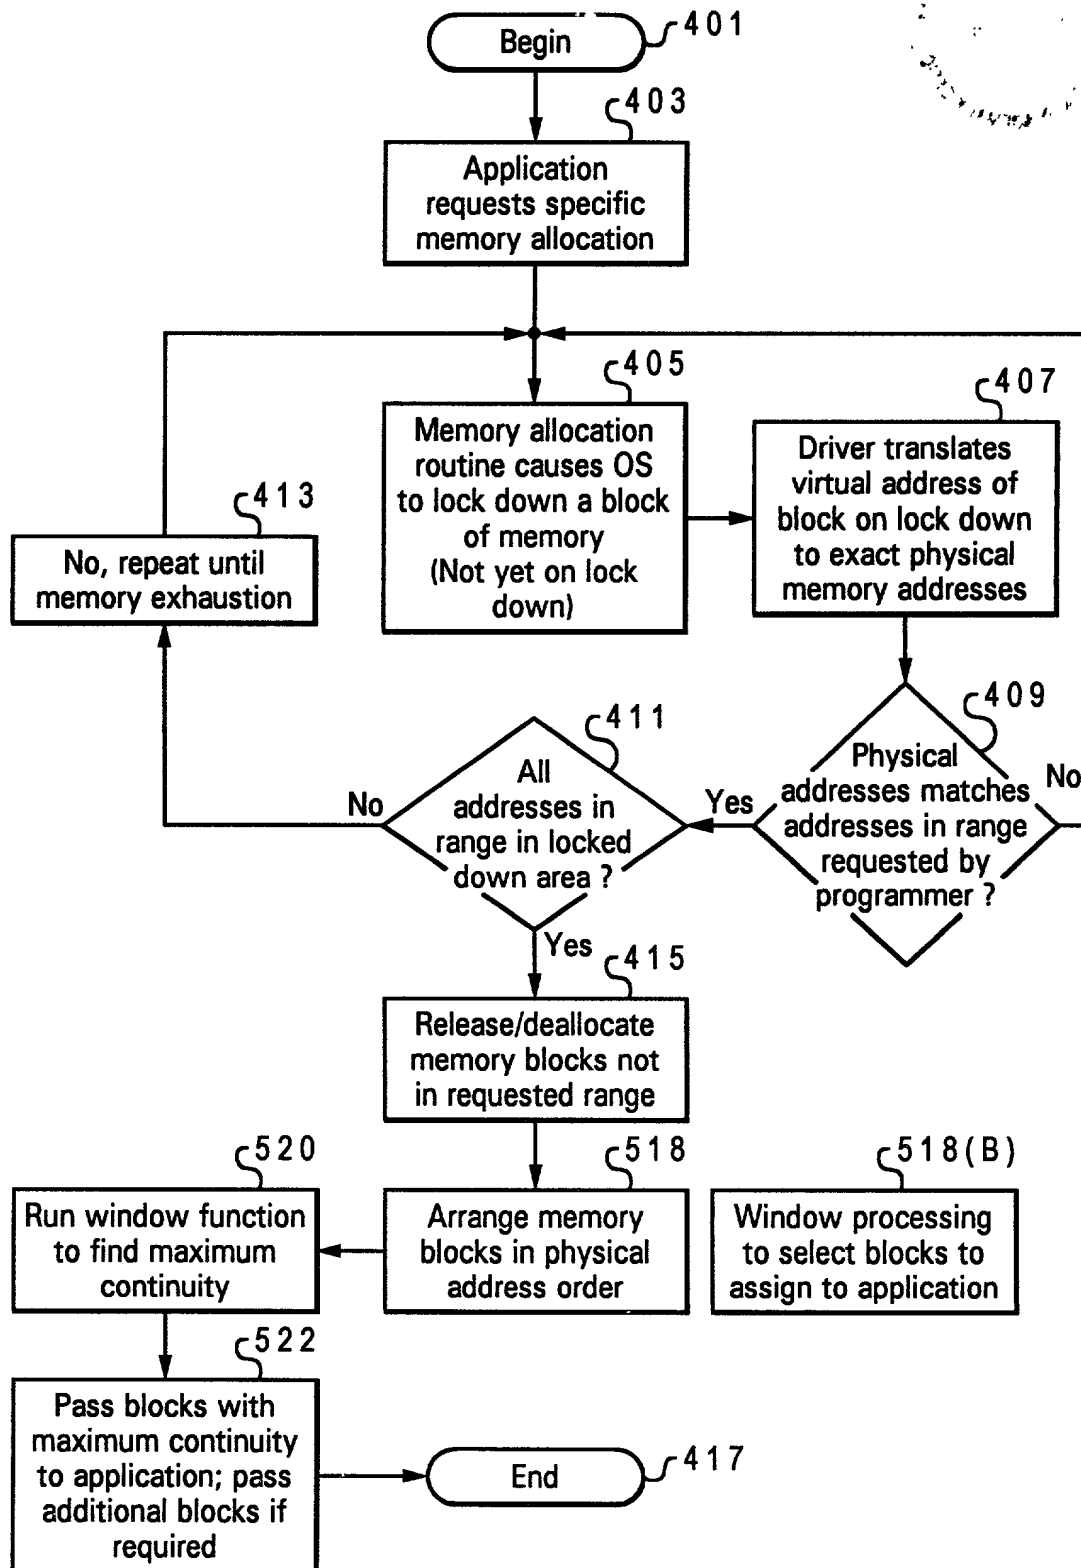 Begin
401
403
Application
requests specific
memory allocation
405
Memory allocation
routine causes OS
to lock down a block
of memory
(Not yet on lock
down)
407
Driver translates
virtual address of
block on lock down
to exact physical
memory addresses
413
No, repeat until
memory exhaustion
409
Physical
addresses matches
addresses in range
requested by
programmer ?
No
Yes
411
All
addresses in
range in locked
down area ?
No
Yes
415
Release/deallocate
memory blocks not
in requested range
518
Arrange memory
blocks in physical
address order
518(B)
Window processing
to select blocks to
assign to application
520
Run window function
to find maximum
continuity
522
Pass blocks with
maximum continuity
to application; pass
additional blocks if
required
End
417